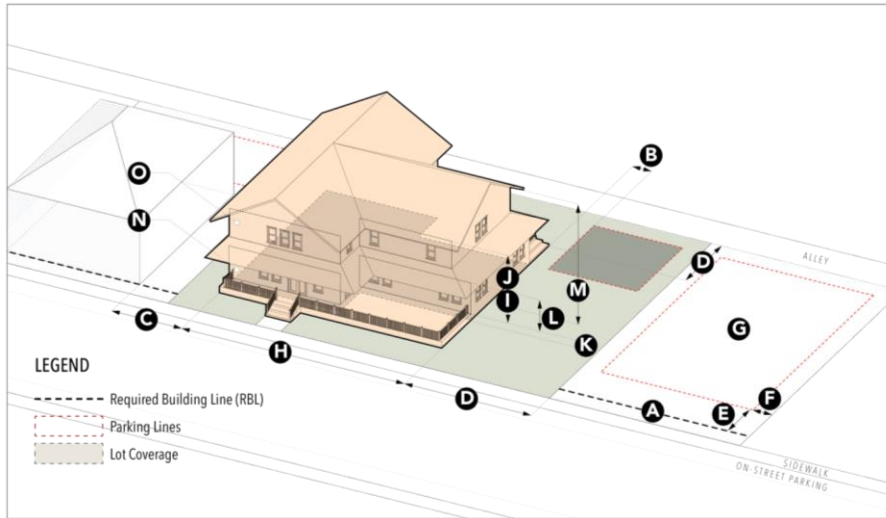 B
O
N
D
ALLEY
J
I
M
L
G
C
H
K
D
A
E
F
LEGEND
Required Building Line (RBL)
Parking Lines
Lot Coverage
SIDEWALK
ON-STREET PARKING